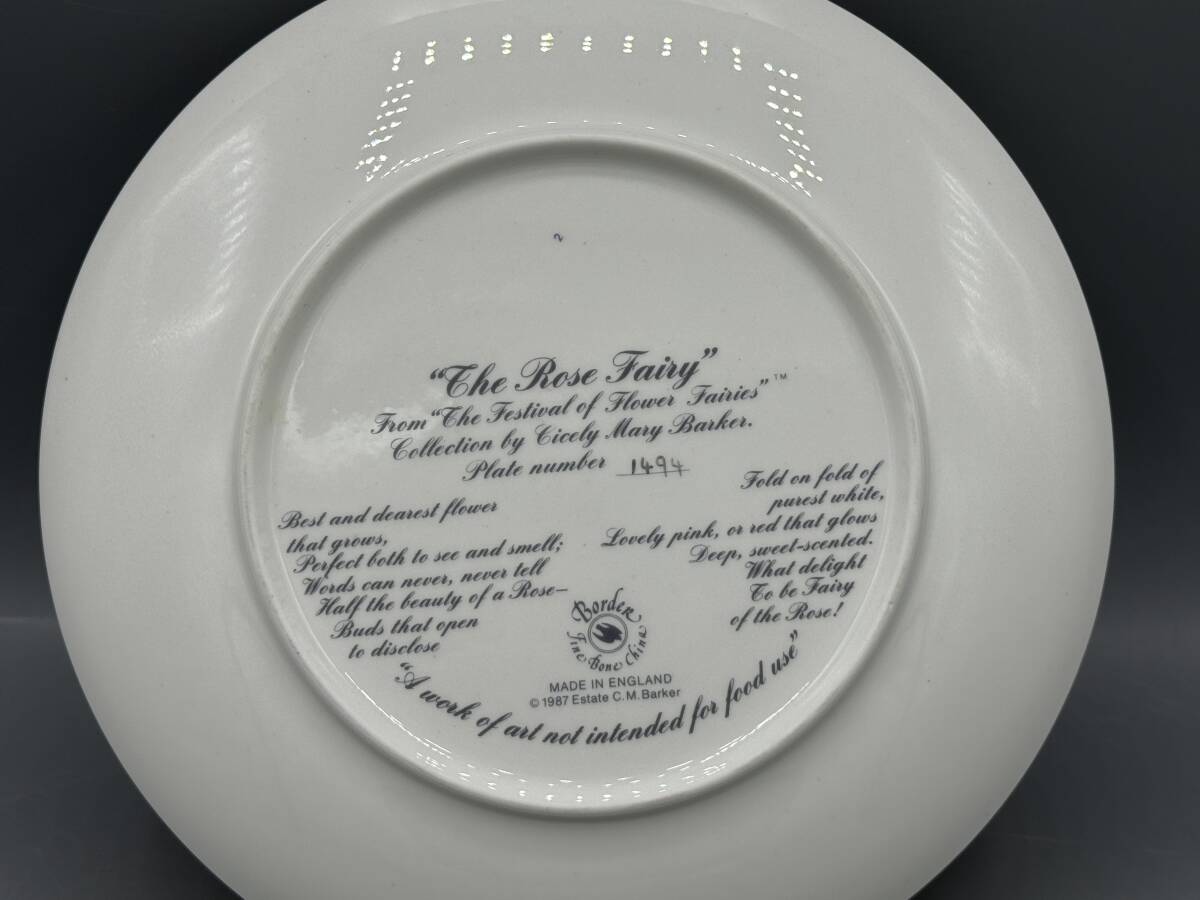 2
“The Rose Fairy”
From “The Festival of Flower Fairies”™
Collection by Cicely Mary Barker.
Plate number 1494
Best and dearest flower
that grows,
Perfect both to see and smell;
Words can never, never tell
Half the beauty of a Rose—
Buds that open
to disclose
Fold on fold of
purest white,
Lovely pink, or red that glows
Deep, sweet-scented.
What delight
To be Fairy
of the Rose!
Border
Fine Bone China
MADE IN ENGLAND
© 1987 Estate C. M. Barker
“A work of art not intended for food use”